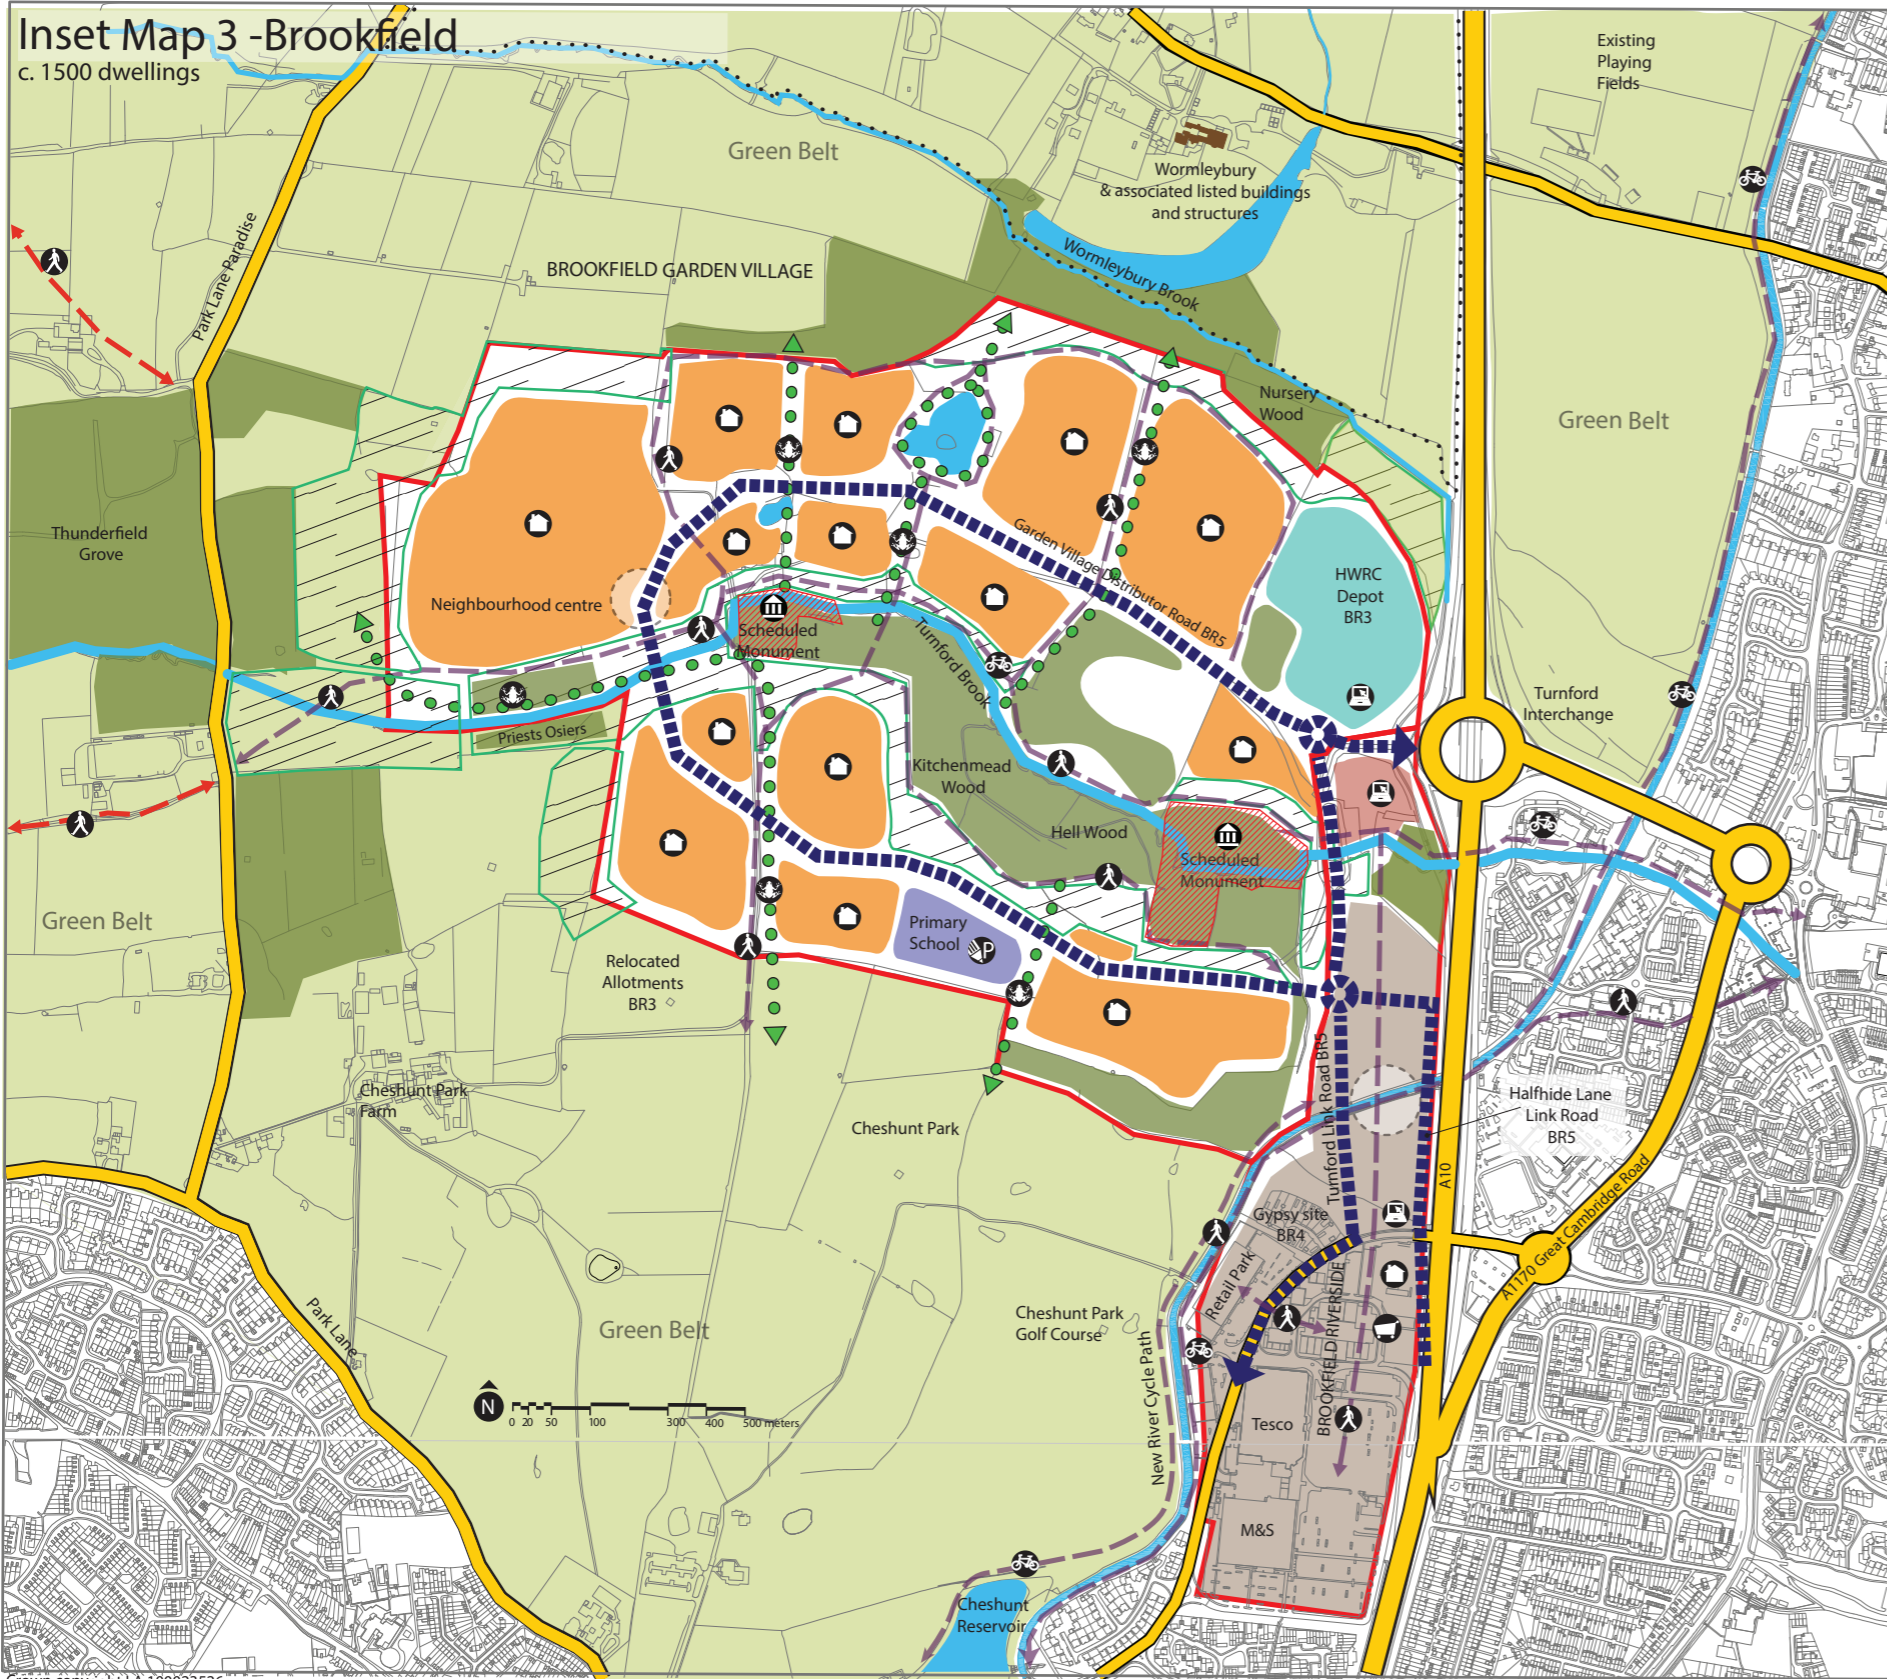 Inset Map 3 -Brookfield
c. 1500 dwellings
Existing
Playing
Fields
Green Belt
Wormleybury
& associated listed buildings
and structures
Park Lane Paradise
BROOKFIELD GARDEN VILLAGE
Wormleybury Brook
Nursery
Wood
Green Belt
Thunderfield
Grove
Garden Village Distributor Road BR5
HWRC
Depot
BR3
Neighbourhood centre
Scheduled
Monument
Turnford Brook
Turnford
Interchange
Priests Osiers
Kitchenmead
Wood
Hell Wood
Scheduled
Monument
Green Belt
Primary
School
P
Relocated
Allotments
BR3
Cheshunt Park
Farm
Cheshunt Park
Turnford Link Road BR5
Halfhide Lane
Link Road
BR5
A10
A1170 Great Cambridge Road
Gypsy site
BR4
Retail Park
BROOKFIELD RIVERSIDE
Park Lane
Green Belt
Cheshunt Park
Golf Course
New River Cycle Path
N
0 20 50 100 300 400 500 meters
Tesco
M&S
Cheshunt
Reservoir